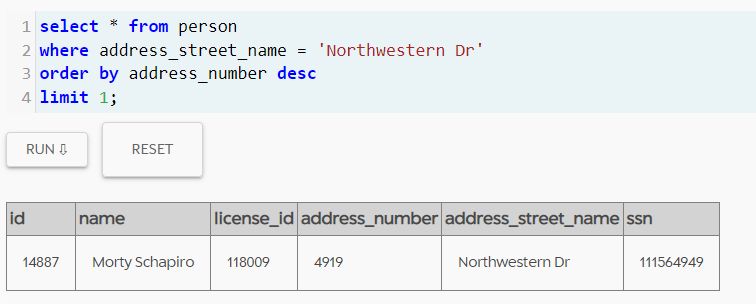 1 select * from person
2 where address_street_name = 'Northwestern Dr'
3 order by address_number desc
4 limit 1;
RUN ⇩ RESET
id name license_id address_number address_street_name ssn
14887 Morty Schapiro 118009 4919 Northwestern Dr 111564949